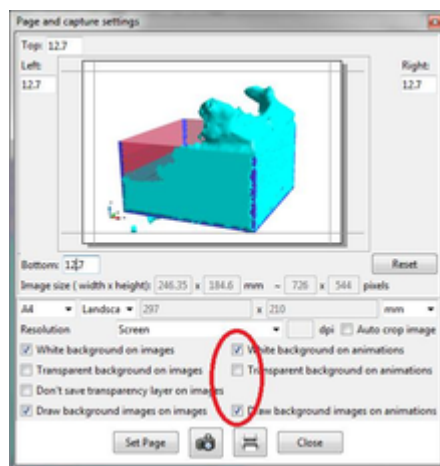 Page and capture settings
Top: 12.7
Left: Right:
12.7 12.7
Bottom: 12.7 Reset
Image size ( width x height): 246.35 x 184.6 mm ~ 726 x 544 pixels
A4 Landsca 297 x 210 mm
Resolution Screen dpi Auto crop image
White background on images White background on animations
Transparent background on images Transparent background on animations
Don't save transparency layer on images
Draw background images on images Draw background images on animations
Set Page Close